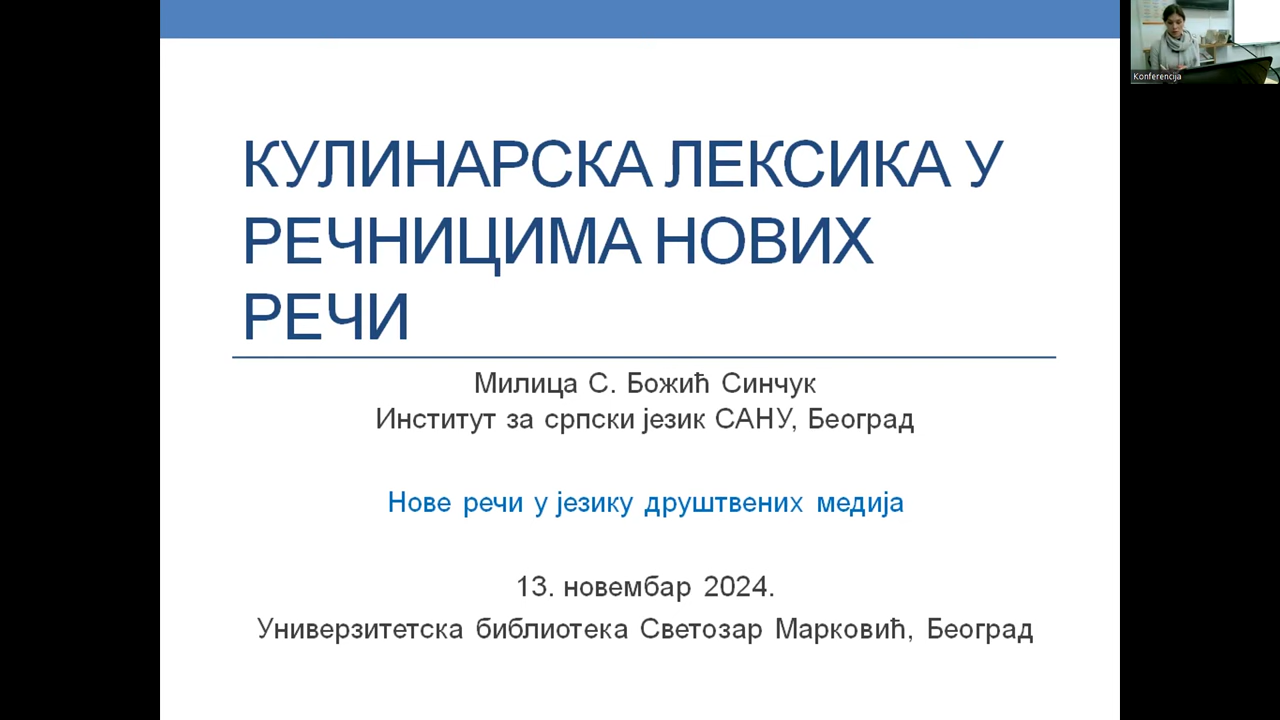 КУЛИНАРСКА ЛЕКСИКА У
РЕЧНИЦИМА НОВИХ
РЕЧИ
Милица С. Божић Синчук
Институт за српски језик САНУ, Београд
Нове речи у језику друштвених медија
13. новембар 2024.
Универзитетска библиотека Светозар Марковић, Београд
Konferencija